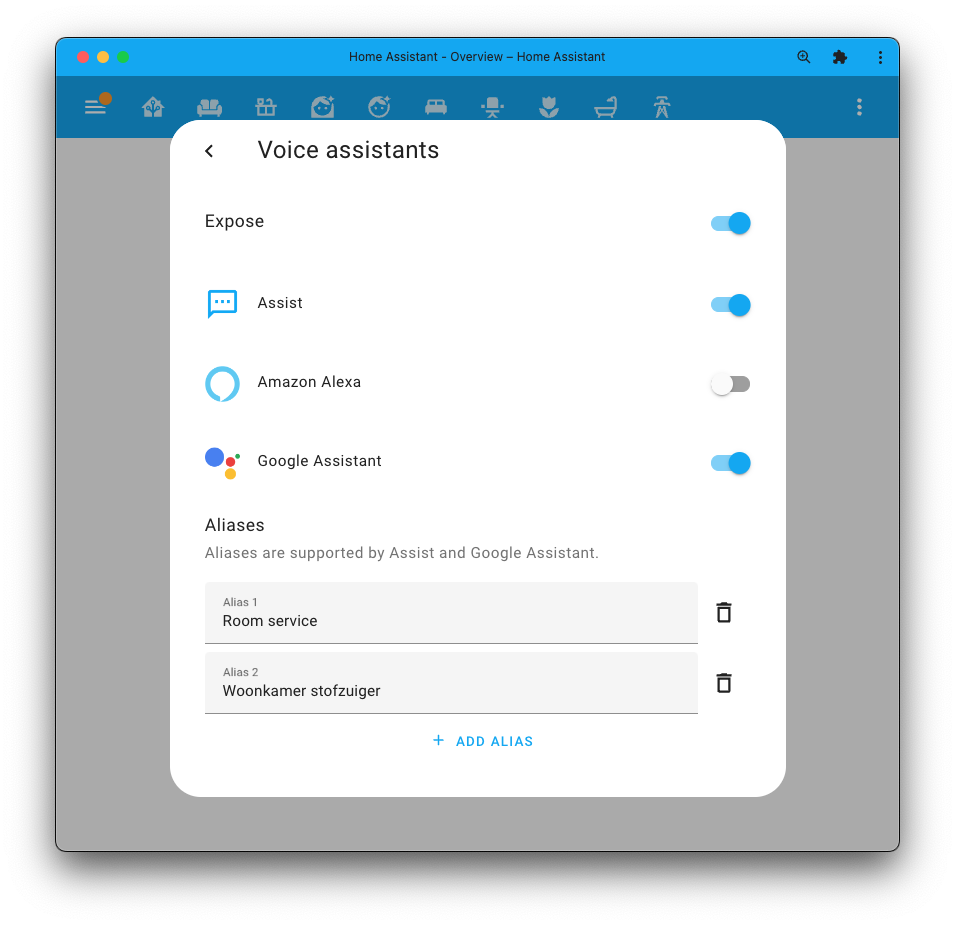 Home Assistant - Overview – Home Assistant
Voice assistants
Expose
Assist
Amazon Alexa
Google Assistant
Aliases
Aliases are supported by Assist and Google Assistant.
Alias 1
Room service
Alias 2
Woonkamer stofzuiger
+ ADD ALIAS